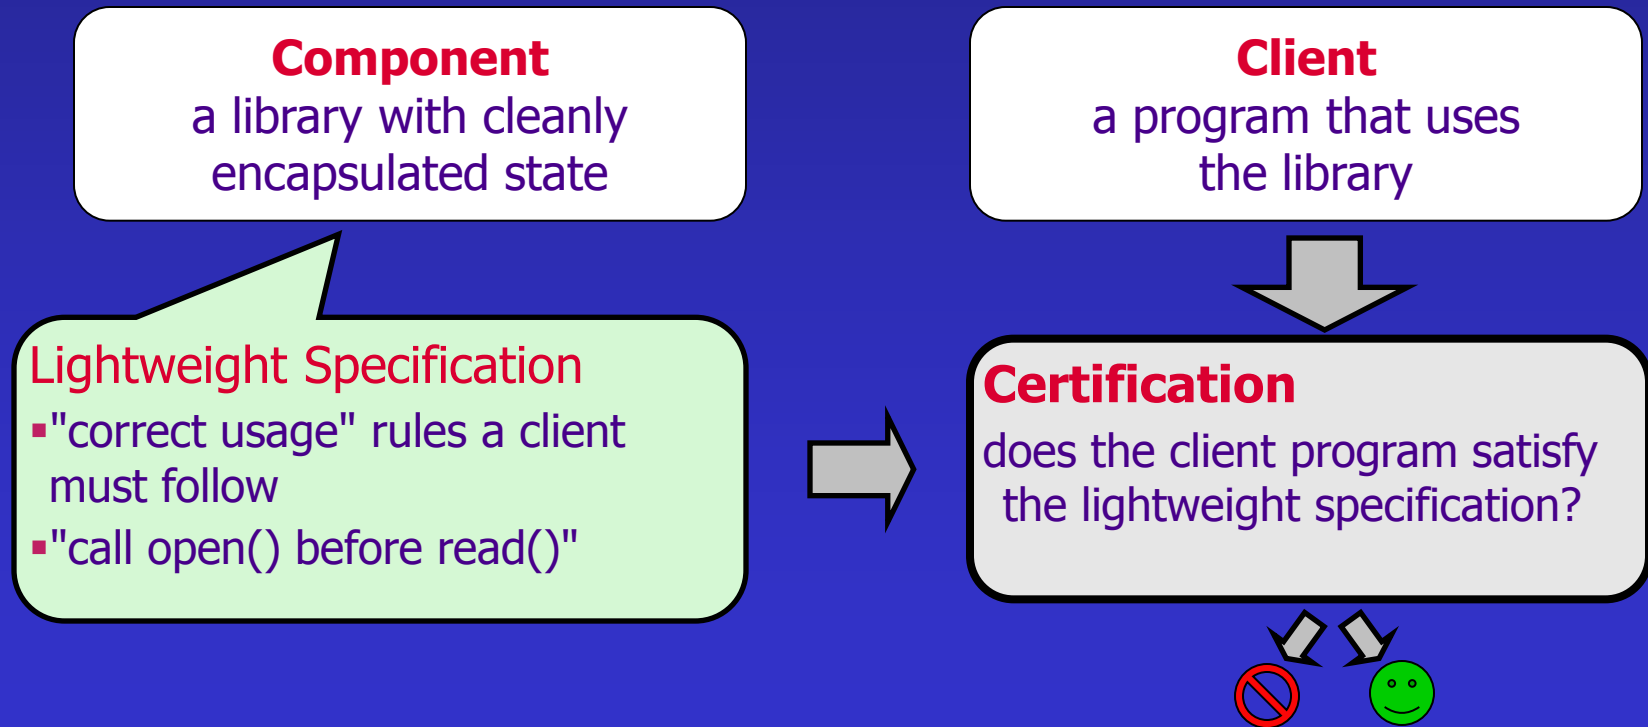 Component
a library with cleanly
encapsulated state
Client
a program that uses
the library
Lightweight Specification
▪"correct usage" rules a client
must follow
▪"call open() before read()"
Certification
does the client program satisfy
the lightweight specification?